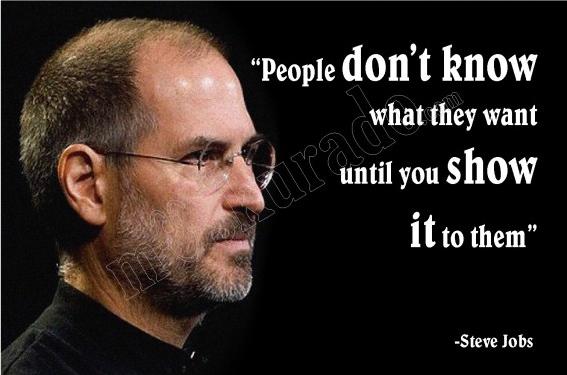 “People don’t know
what they want
until you show
it to them”
-Steve Jobs